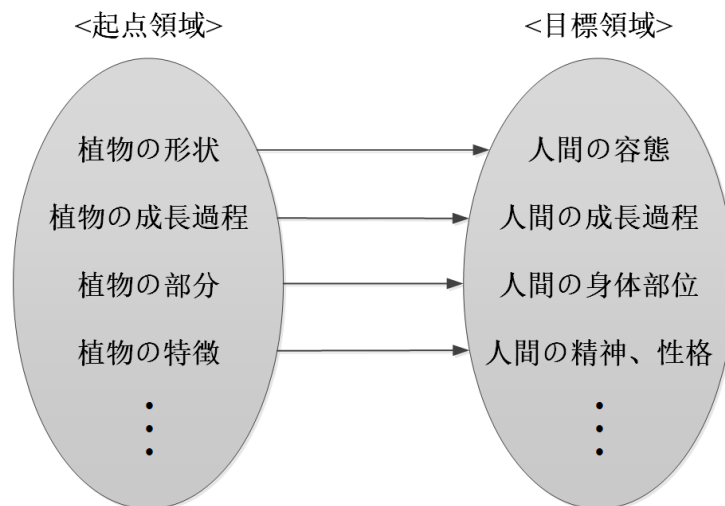 <起点領域>
<目標領域>
植物の形状
人間の容態
植物の成長過程
人間の成長過程
植物の部分
人間の身体部位
植物の特徴
人間の精神、性格